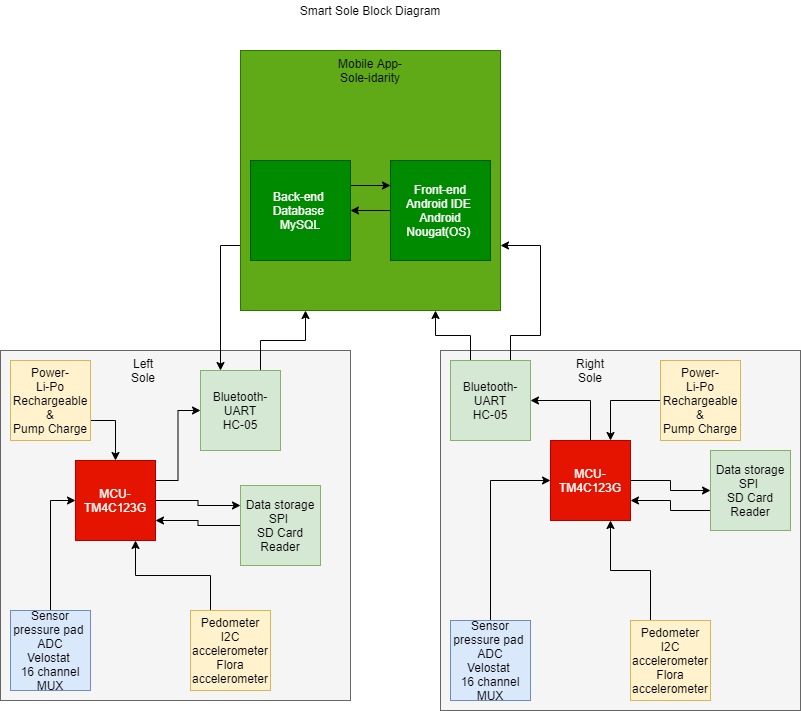 Smart Sole Block Diagram
Mobile App-
Sole-idarity
Back-end
Database
MySQL
Front-end
Android IDE
Android
Nougat(OS)
Left
Sole
Power-
Li-Po
Rechargeable
&
Pump Charge
Bluetooth-
UART
HC-05
MCU-
TM4C123G
Data storage
SPI
SD Card
Reader
Sensor
pressure pad
ADC
Velostat
16 channel
MUX
Pedometer
I2C
accelerometer
Flora
accelerometer
Right
Sole
Bluetooth-
UART
HC-05
Power-
Li-Po
Rechargeable
&
Pump Charge
MCU-
TM4C123G
Data storage
SPI
SD Card
Reader
Sensor
pressure pad
ADC
Velostat
16 channel
MUX
Pedometer
I2C
accelerometer
Flora
accelerometer